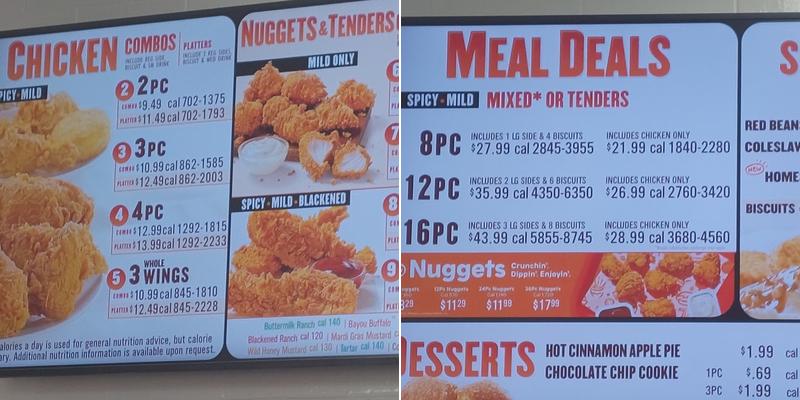 CHICKEN COMBOS PLATTERS
INCLUDE REG SIDE, BISCUIT & SM DRINK
INCLUDE 2 REG SIDES, BISCUIT & MED DRINK
SPICY • MILD
2 2PC
COMBO $9.49 cal 702-1375
PLATTER $11.49 cal 702-1793
3 3PC
COMBO $10.99 cal 862-1585
PLATTER $12.49 cal 862-2003
4 4PC
COMBO $12.99 cal 1292-1815
PLATTER $13.99 cal 1292-2233
5 3 WHOLE WINGS
COMBO $10.99 cal 845-1810
PLATTER $12.49 cal 845-2228
calories a day is used for general nutrition advice, but calorie
vary. Additional nutrition information is available upon request.
NUGGETS & TENDERS
MILD ONLY
6
7
SPICY • MILD • BLACKENED
8
9
Buttermilk Ranch cal 140 | Bayou Buffalo
Blackened Ranch cal 120 | Mardi Gras Mustard
Wild Honey Mustard cal 130 | Tartar cal 140
MEAL DEALS
SPICY • MILD MIXED* OR TENDERS
8PC
INCLUDES 1 LG SIDE & 4 BISCUITS
$27.99 cal 2845-3955
INCLUDES CHICKEN ONLY
$21.99 cal 1840-2280
12PC
INCLUDES 2 LG SIDES & 6 BISCUITS
$35.99 cal 4350-6350
INCLUDES CHICKEN ONLY
$26.99 cal 2760-3420
16PC
INCLUDES 3 LG SIDES & 8 BISCUITS
$43.99 cal 5855-8745
INCLUDES CHICKEN ONLY
$28.99 cal 3680-4560
Nuggets Crunchin'. Dippin'. Enjoyin'.
12Pc Nuggets
$11.29
24Pc Nuggets
$11.99
36Pc Nuggets
$17.99
DESSERTS
HOT CINNAMON APPLE PIE $1.99 cal
CHOCOLATE CHIP COOKIE 1PC $.69 cal
3PC $1.99 cal
S
RED BEAN
COLESLAW
NEW HOME
BISCUITS